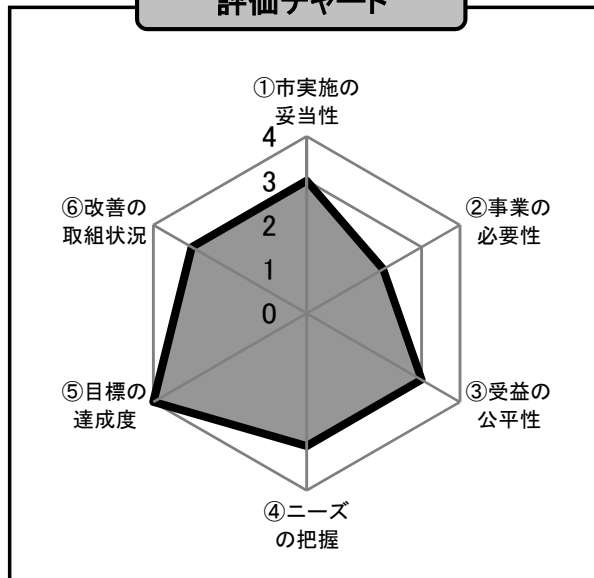 評価チャート
①市実施の
妥当性
4
3
2
1
0
②事業の
必要性
③受益の
公平性
④ニーズ
の把握
⑤目標の
達成度
⑥改善の
取組状況